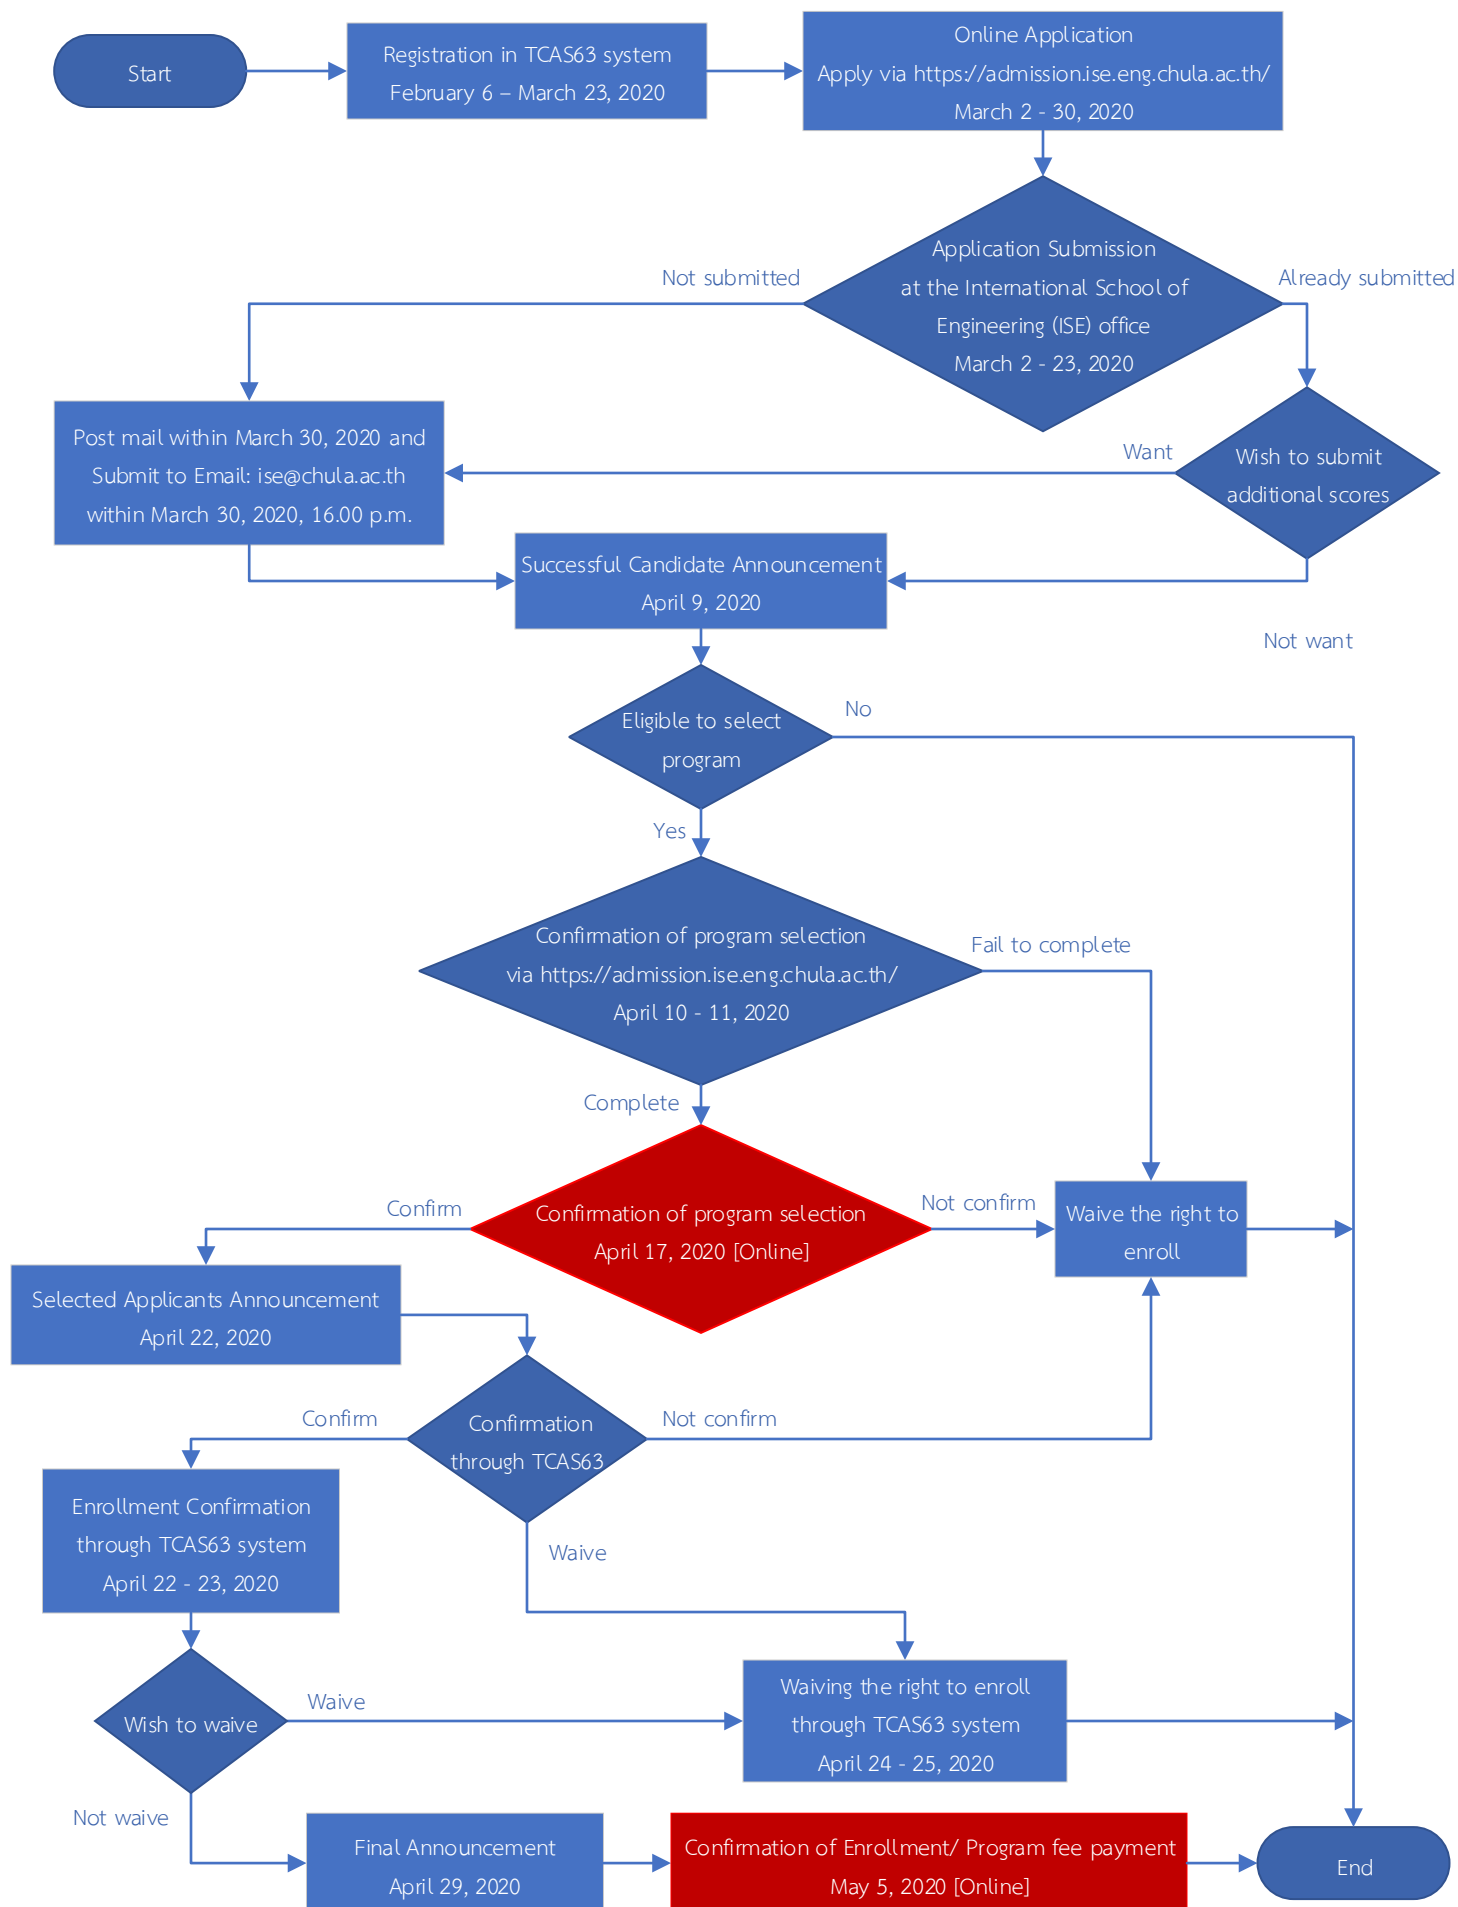 Start
Registration in TCAS63 system
February 6 – March 23, 2020
Online Application
Apply via https://admission.ise.eng.chula.ac.th/
March 2 - 30, 2020
Application Submission
at the International School of
Engineering (ISE) office
March 2 - 23, 2020
Not submitted
Already submitted
Post mail within March 30, 2020 and
Submit to Email: ise@chula.ac.th
within March 30, 2020, 16.00 p.m.
Want
Wish to submit
additional scores
Successful Candidate Announcement
April 9, 2020
Not want
Eligible to select
program
No
Yes
Confirmation of program selection
via https://admission.ise.eng.chula.ac.th/
April 10 - 11, 2020
Fail to complete
Complete
Confirmation of program selection
April 17, 2020 [Online]
Confirm
Not confirm
Waive the right to
enroll
Selected Applicants Announcement
April 22, 2020
Confirmation
through TCAS63
Confirm
Not confirm
Enrollment Confirmation
through TCAS63 system
April 22 - 23, 2020
Waive
Wish to waive
Waive
Waiving the right to enroll
through TCAS63 system
April 24 - 25, 2020
Not waive
Final Announcement
April 29, 2020
Confirmation of Enrollment/ Program fee payment
May 5, 2020 [Online]
End